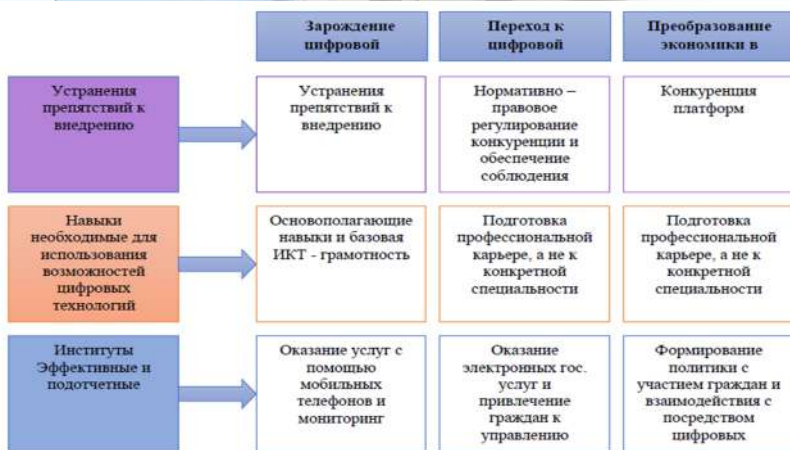 Зарождение
цифровой
Переход к
цифровой
Преобразование
экономики в
Устранения
препятствий к
внедрению
Устранения
препятствий к
внедрению
Нормативно –
правовое
регулирование
конкуренции и
обеспечение
соблюдения
Конкуренция
платформ
Навыки
необходимые для
использования
возможностей
цифровых
технологий
Основополагающие
навыки и базовая
ИКТ - грамотность
Подготовка
профессиональной
карьере, а не к
конкретной
специальности
Подготовка
профессиональной
карьере, а не к
конкретной
специальности
Институты
Эффективные и
подотчетные
Оказание услуг с
помощью
мобильных
телефонов и
мониторинг
Оказание
электронных гос.
услуг и
привлечение
граждан к
управлению
Формирование
политики с
участием граждан и
взаимодействия с
посредством
цифровых